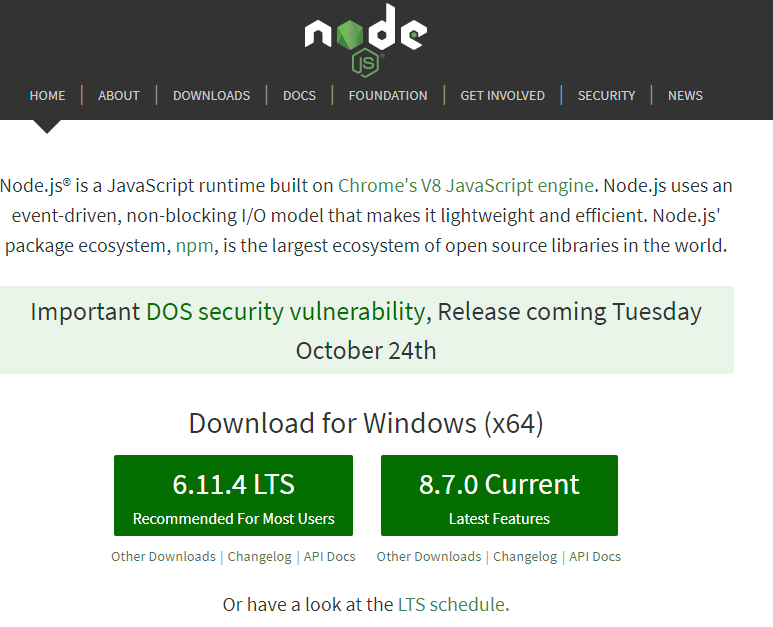 node
JS
HOME | ABOUT | DOWNLOADS | DOCS | FOUNDATION | GET INVOLVED | SECURITY | NEWS
Node.js® is a JavaScript runtime built on Chrome's V8 JavaScript engine. Node.js uses an
event-driven, non-blocking I/O model that makes it lightweight and efficient. Node.js'
package ecosystem, npm, is the largest ecosystem of open source libraries in the world.
Important DOS security vulnerability, Release coming Tuesday
October 24th
Download for Windows (x64)
6.11.4 LTS
Recommended For Most Users
8.7.0 Current
Latest Features
Other Downloads | Changelog | API Docs
Other Downloads | Changelog | API Docs
Or have a look at the LTS schedule.